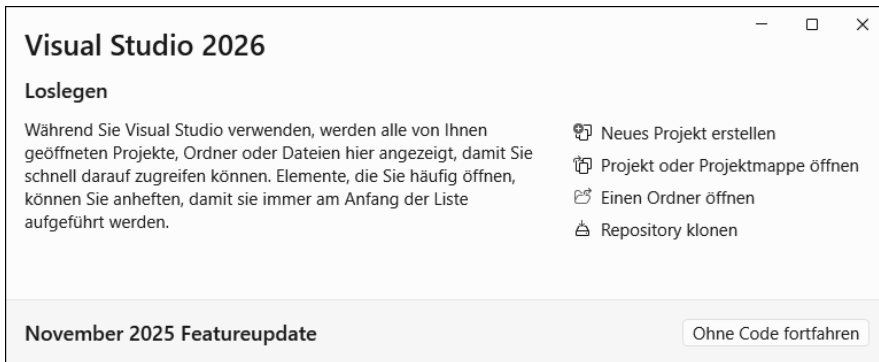 Visual Studio 2026
Loslegen
Während Sie Visual Studio verwenden, werden alle von Ihnen
geöffneten Projekte, Ordner oder Dateien hier angezeigt, damit Sie
schnell darauf zugreifen können. Elemente, die Sie häufig öffnen,
können Sie anheften, damit sie immer am Anfang der Liste
aufgeführt werden.
Neues Projekt erstellen
Projekt oder Projektmappe öffnen
Einen Ordner öffnen
Repository klonen
November 2025 Featureupdate
Ohne Code fortfahren